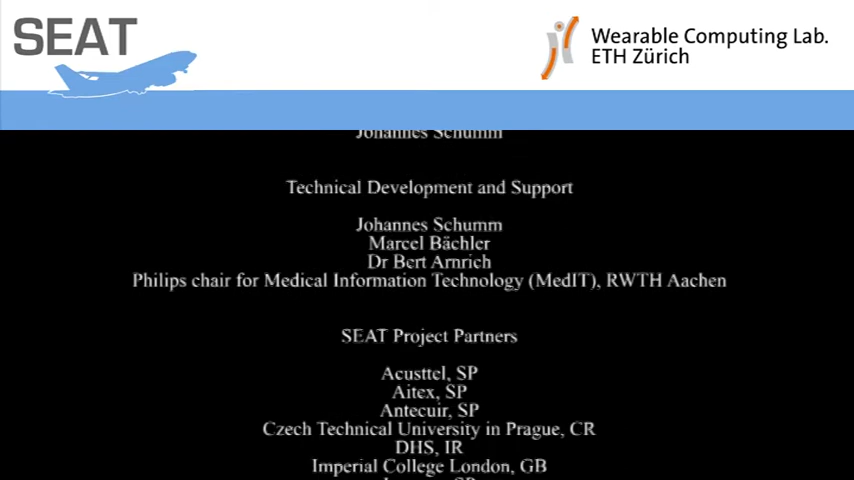 SEAT
Wearable Computing Lab.
ETH Zürich
Johannes Schumm
Technical Development and Support
Johannes Schumm
Marcel Bächler
Dr Bert Arnrich
Philips chair for Medical Information Technology (MedIT), RWTH Aachen
SEAT Project Partners
Acusttel, SP
Aitex, SP
Antecuir, SP
Czech Technical University in Prague, CR
DHS, IR
Imperial College London, GB